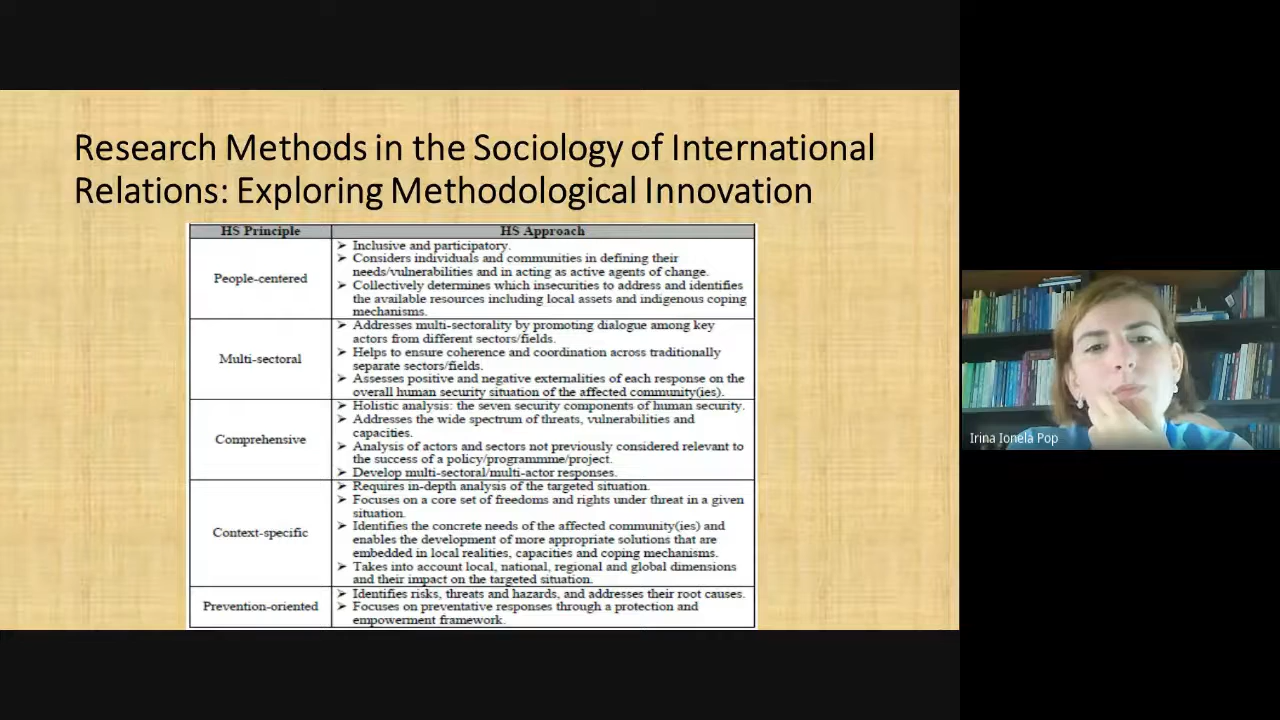 Research Methods in the Sociology of International
Relations: Exploring Methodological Innovation
HS Principle
HS Approach
People-centered
➢ Inclusive and participatory.
➢ Considers individuals and communities in defining their
needs/vulnerabilities and in acting as active agents of change.
➢ Collectively determines which insecurities to address and identifies
the available resources including local assets and indigenous coping
mechanisms.
Multi-sectoral
➢ Addresses multi-sectorality by promoting dialogue among key
actors from different sectors/fields.
➢ Helps to ensure coherence and coordination across traditionally
separate sectors/fields.
➢ Assesses positive and negative externalities of each response on the
overall human security situation of the affected community(ies).
Comprehensive
➢ Holistic analysis: the seven security components of human security.
➢ Addresses the wide spectrum of threats, vulnerabilities and
capacities.
➢ Analysis of actors and sectors not previously considered relevant to
the success of a policy/programmme/project.
➢ Develop multi-sectoral/multi-actor responses.
Context-specific
➢ Requires in-depth analysis of the targeted situation.
➢ Focuses on a core set of freedoms and rights under threat in a given
situation.
➢ Identifies the concrete needs of the affected community(ies) and
enables the development of more appropriate solutions that are
embedded in local realities, capacities and coping mechanisms.
➢ Takes into account local, national, regional and global dimensions
and their impact on the targeted situation.
Prevention-oriented
➢ Identifies risks, threats and hazards, and addresses their root causes.
➢ Focuses on preventative responses through a protection and
empowerment framework.
Irina Ionela Pop